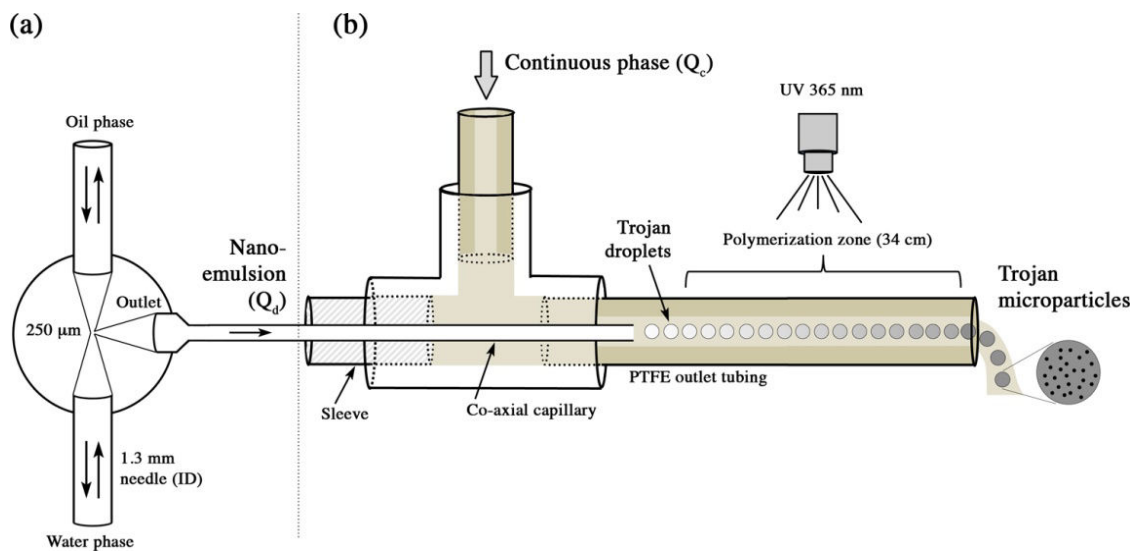 (a)
Oil phase
250 μm
Outlet
1.3 mm
needle (ID)
Water phase
Nano-
emulsion
(Q_d)
(b)
Continuous phase (Q_c)
UV 365 nm
Trojan
droplets
Polymerization zone (34 cm)
Trojan
microparticles
PTFE outlet tubing
Sleeve
Co-axial capillary